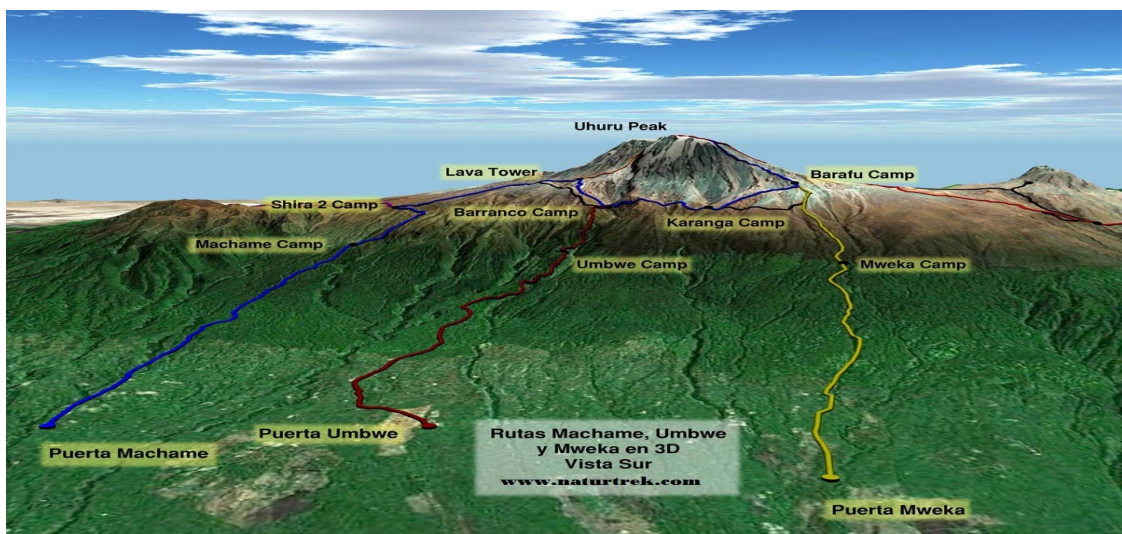 Uhuru Peak
Lava Tower
Barafu Camp
Shira 2 Camp
Barranco Camp
Karanga Camp
Machame Camp
Umbwe Camp
Mweka Camp
Puerta Umbwe
Puerta Machame
Rutas Machame, Umbwe
y Mweka en 3D
Vista Sur
www.naturtrek.com
Puerta Mweka